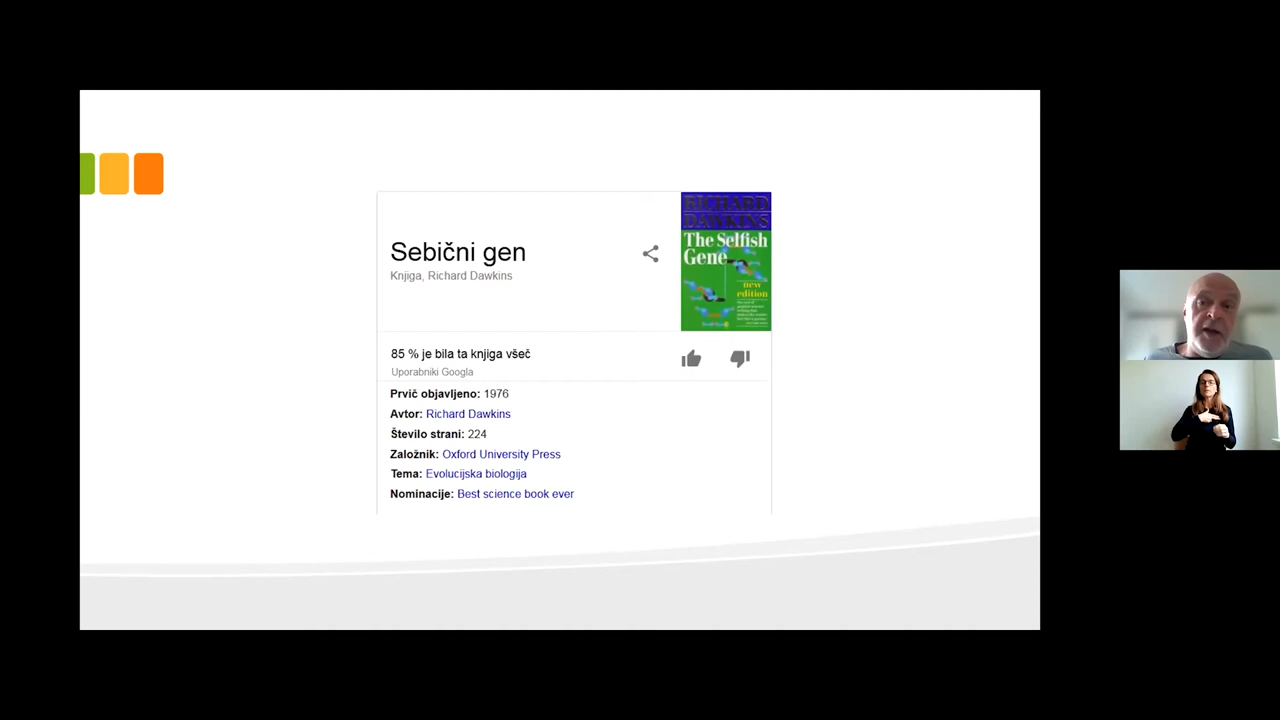 Sebični gen
Knjiga, Richard Dawkins
RICHARD
DAWKINS
The Selfish
Gene
new
edition
85 % je bila ta knjiga všeč
Uporabniki Googla
Prvič objavljeno: 1976
Avtor: Richard Dawkins
Število strani: 224
Založnik: Oxford University Press
Tema: Evolucijska biologija
Nominacije: Best science book ever